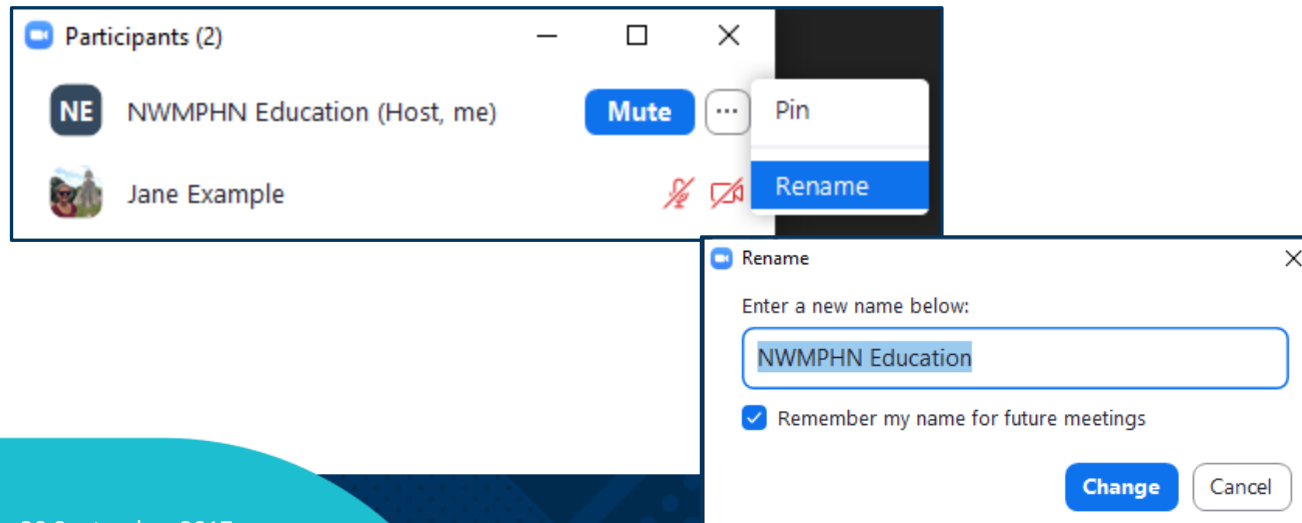 Participants (2)
NE NWMPHN Education (Host, me) Mute ... Pin
Jane Example Rename
Rename
Enter a new name below:
NWMPHN Education
Remember my name for future meetings
Change Cancel